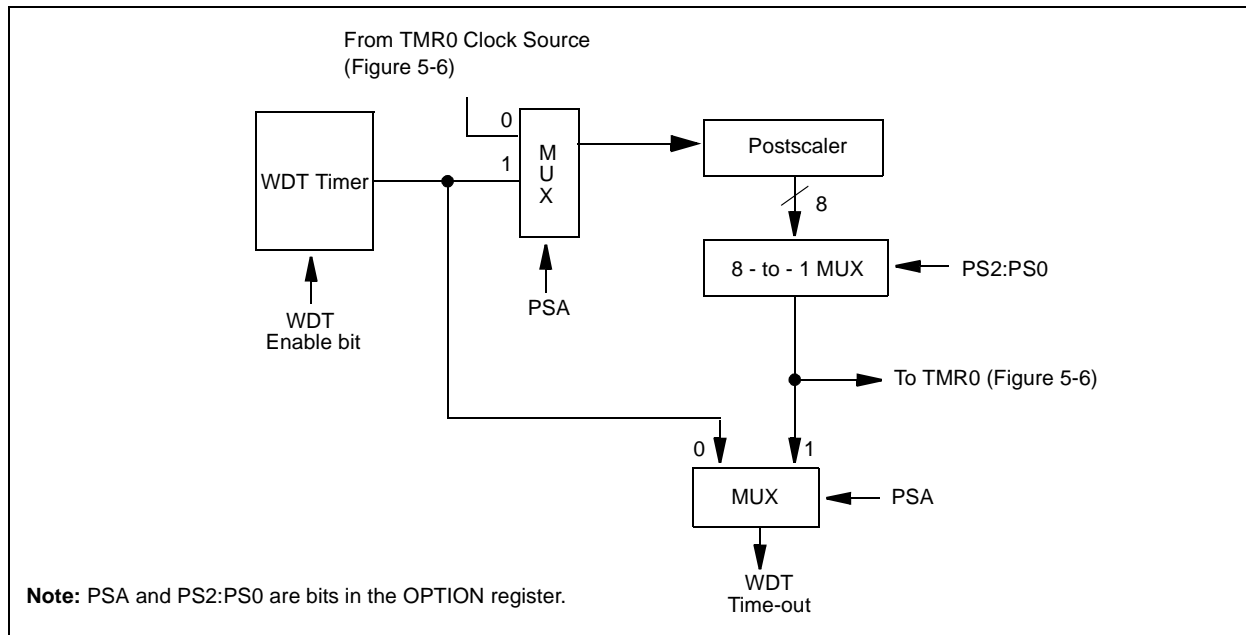 From TMR0 Clock Source
(Figure 5-6)
0
1
M
U
X
WDT Timer
Postscaler
8
8 - to - 1 MUX
PS2:PS0
PSA
WDT
Enable bit
To TMR0 (Figure 5-6)
0
1
MUX
PSA
WDT
Time-out
Note: PSA and PS2:PS0 are bits in the OPTION register.